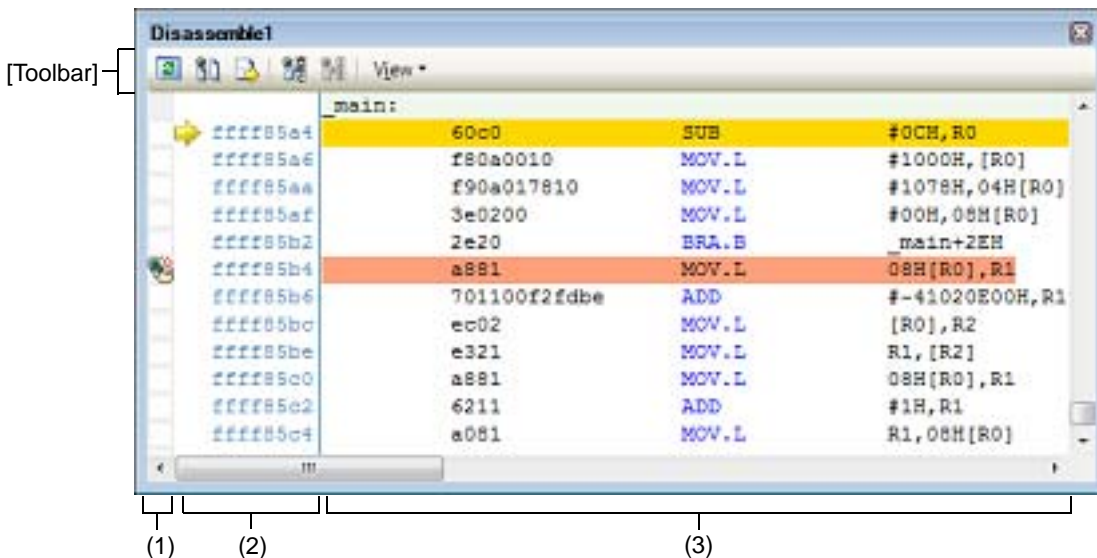 Disassemble1
[Toolbar] View
_main:
ffff85a4 60c0 SUB #0CH,R0
ffff85a6 f80a0010 MOV.L #1000H,[R0]
ffff85aa f90a017810 MOV.L #1078H,04H[R0]
ffff85af 3e0200 MOV.L #00H,08H[R0]
ffff85b2 2e20 BRA.B _main+2EH
ffff85b4 a881 MOV.L 08H[R0],R1
ffff85b6 701100f2fdbe ADD #-41020E00H,R1
ffff85bc ec02 MOV.L [R0],R2
ffff85be e321 MOV.L R1,[R2]
ffff85c0 a881 MOV.L 08H[R0],R1
ffff85c2 6211 ADD #1H,R1
ffff85c4 a081 MOV.L R1,08H[R0]
(1) (2) (3)